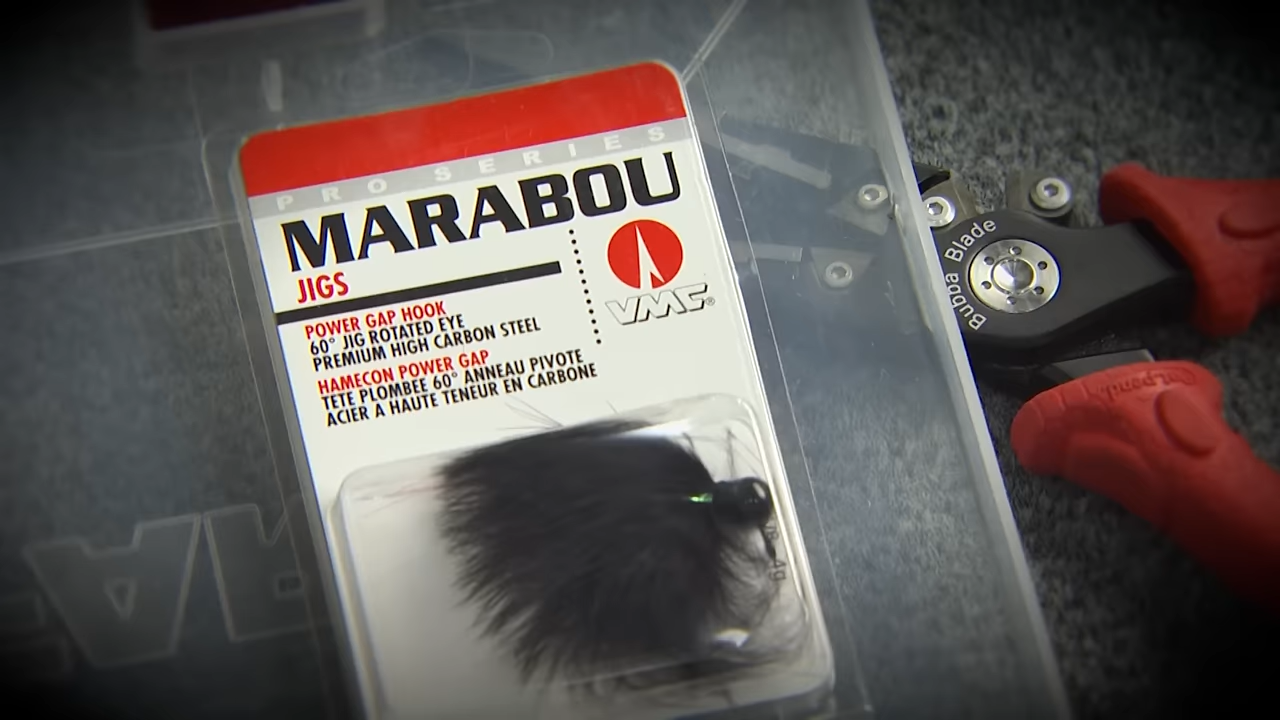 PRO SERIES
MARABOU
JIGS
VMC®
POWER GAP HOOK
60° JIG ROTATED EYE
PREMIUM HIGH CARBON STEEL
HAMECON POWER GAP
TETE PLOMBEE 60° ANNEAU PIVOTE
ACIER A HAUTE TENEUR EN CARBONE
4g
Bubba Blade